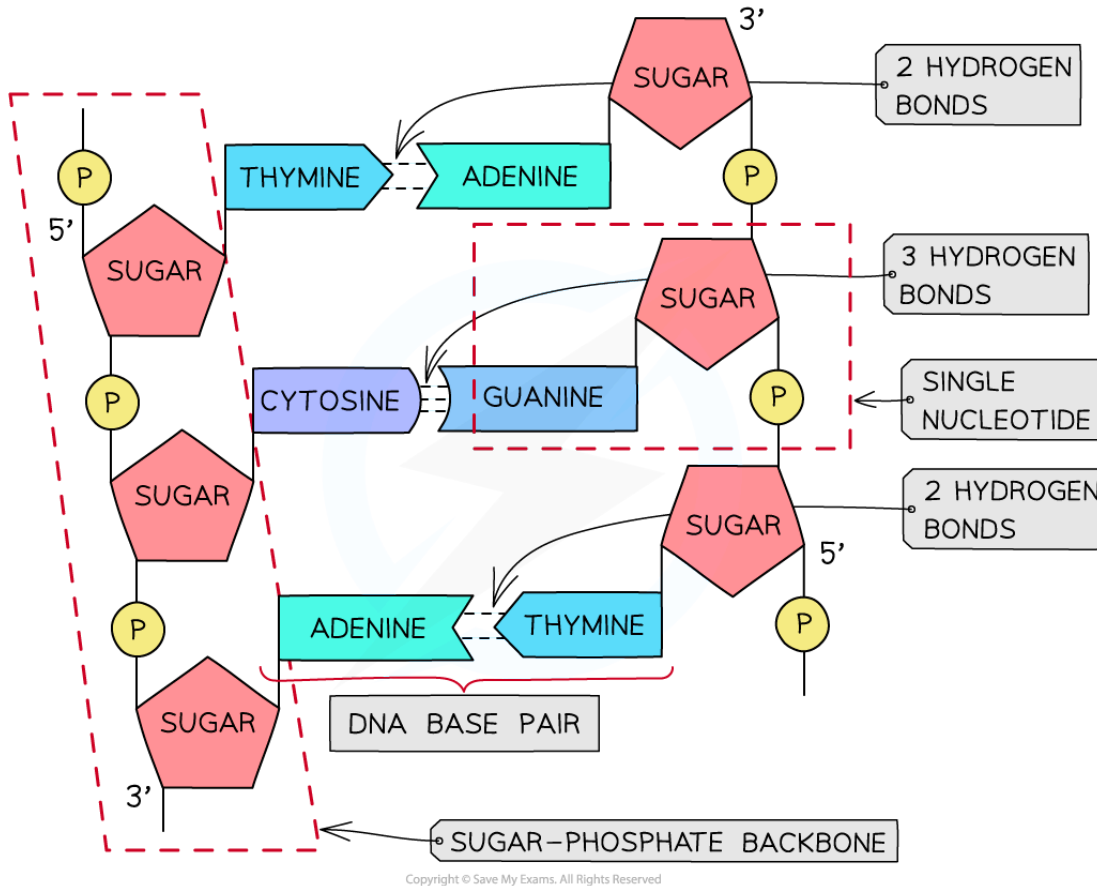 3’
SUGAR
2 HYDROGEN
BONDS
P
THYMINE
ADENINE
P
5’
SUGAR
SUGAR
3 HYDROGEN
BONDS
P
CYTOSINE
GUANINE
P
SINGLE
NUCLEOTIDE
SUGAR
SUGAR
2 HYDROGEN
BONDS
5’
P
ADENINE
THYMINE
P
SUGAR
DNA BASE PAIR
3’
SUGAR-PHOSPHATE BACKBONE
Copyright © Save My Exams. All Rights Reserved